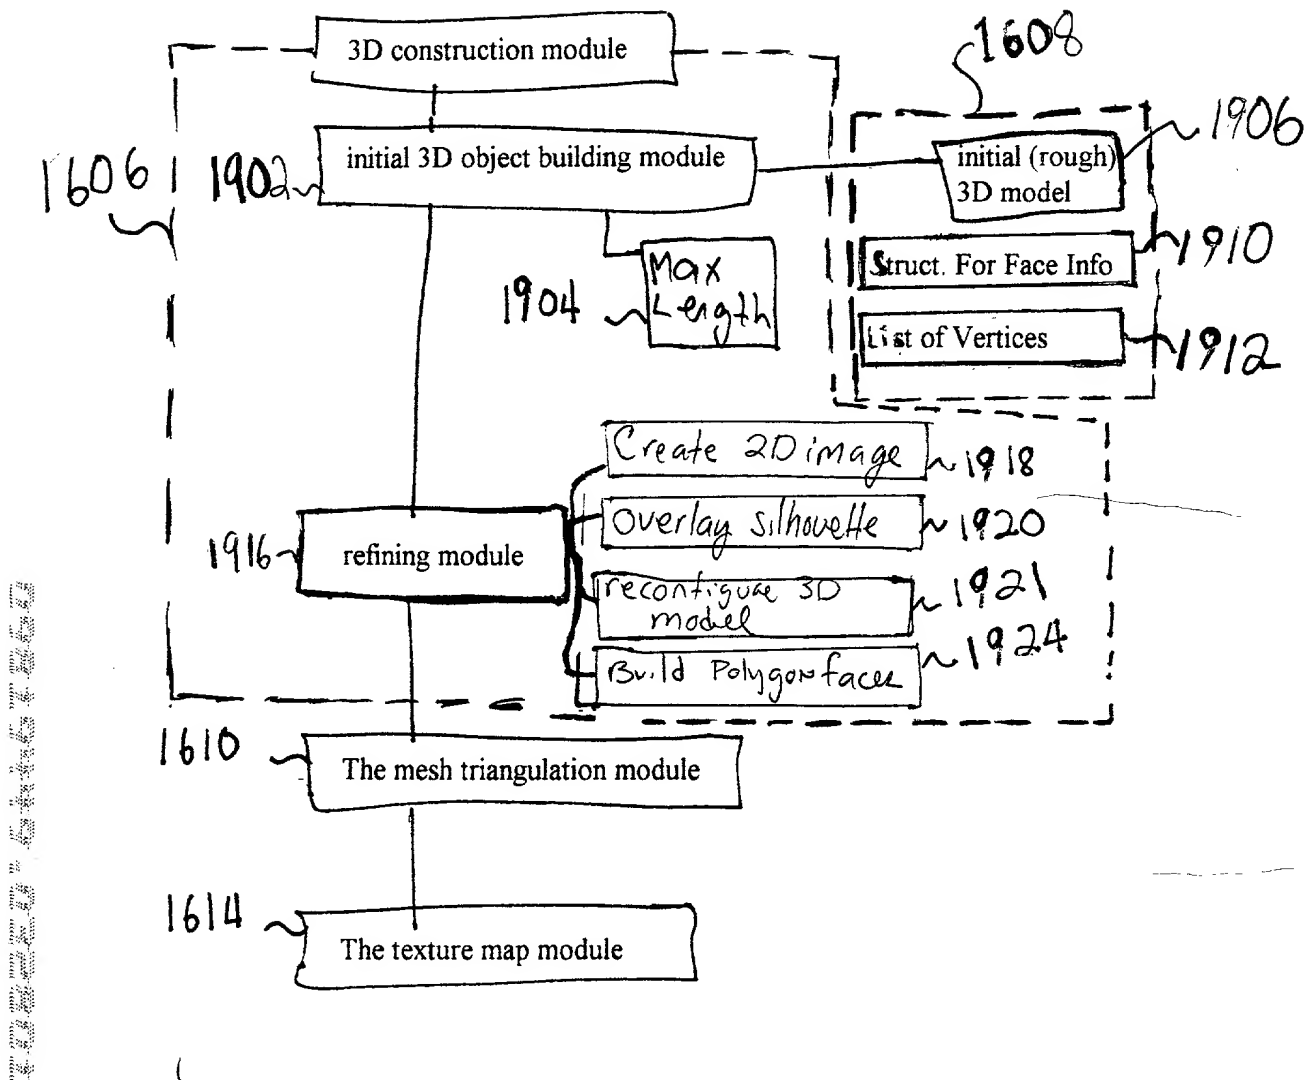 3D construction module
1608
1606
1902
initial 3D object building module
initial (rough)
3D model
1906
Max
Length
1904
Struct. For Face Info
1910
List of Vertices
1912
Create 2D image
1918
Overlay silhouette
1920
1916
refining module
reconfigure 3D
model
1921
Build Polygon faces
1924
1610
The mesh triangulation module
1614
The texture map module